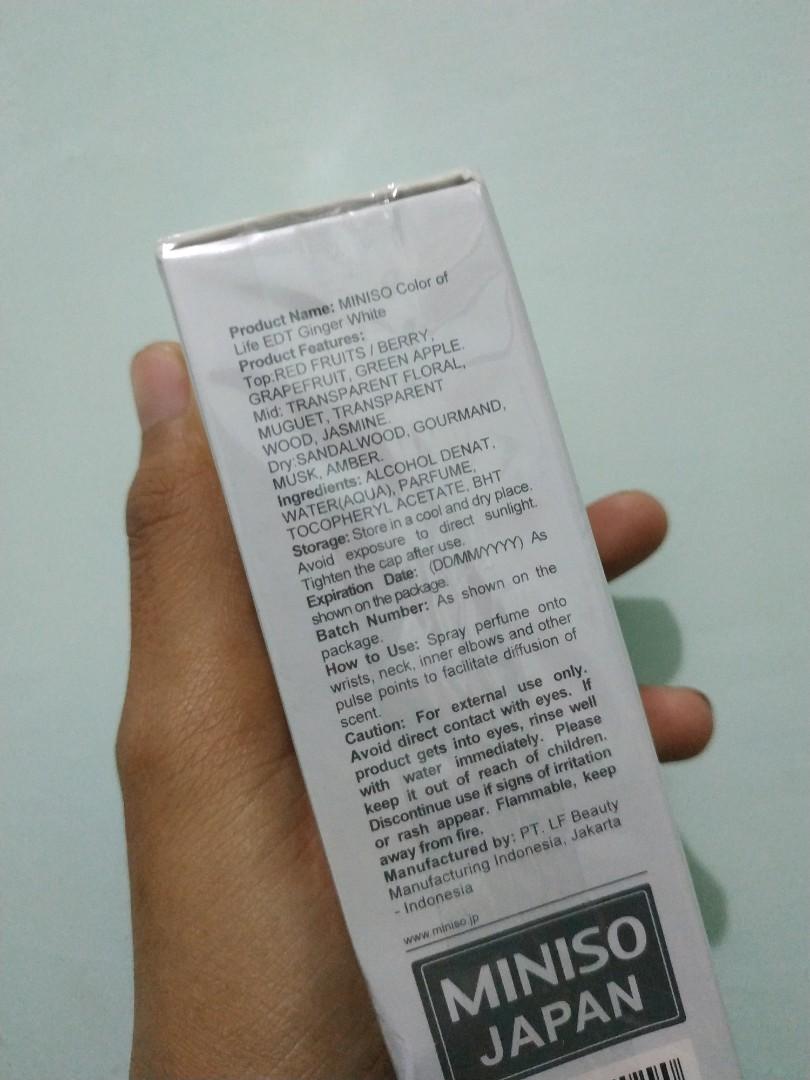 Product Name: MINISO Color of
Life EDT Ginger White
Product Features:
Top:RED FRUITS / BERRY,
GRAPEFRUIT, GREEN APPLE.
Mid: TRANSPARENT FLORAL,
MUGUET, TRANSPARENT
WOOD, JASMINE.
Dry:SANDALWOOD, GOURMAND,
MUSK, AMBER.
Ingredients: ALCOHOL DENAT,
WATER(AQUA), PARFUME,
TOCOPHERYL ACETATE, BHT
Storage: Store in a cool and dry place.
Avoid exposure to direct sunlight.
Tighten the cap after use.
Expiration Date: (DD/MM/YYYY) As
shown on the package.
Batch Number: As shown on the
package.
How to Use: Spray perfume onto
wrists, neck, inner elbows and other
pulse points to facilitate diffusion of
scent.
Caution: For external use only.
Avoid direct contact with eyes. If
product gets into eyes, rinse well
with water immediately. Please
keep it out of reach of children.
Discontinue use if signs of irritation
or rash appear. Flammable, keep
away from fire.
Manufactured by: PT. LF Beauty
Manufacturing Indonesia, Jakarta
- Indonesia
www.miniso.jp
MINISO
JAPAN